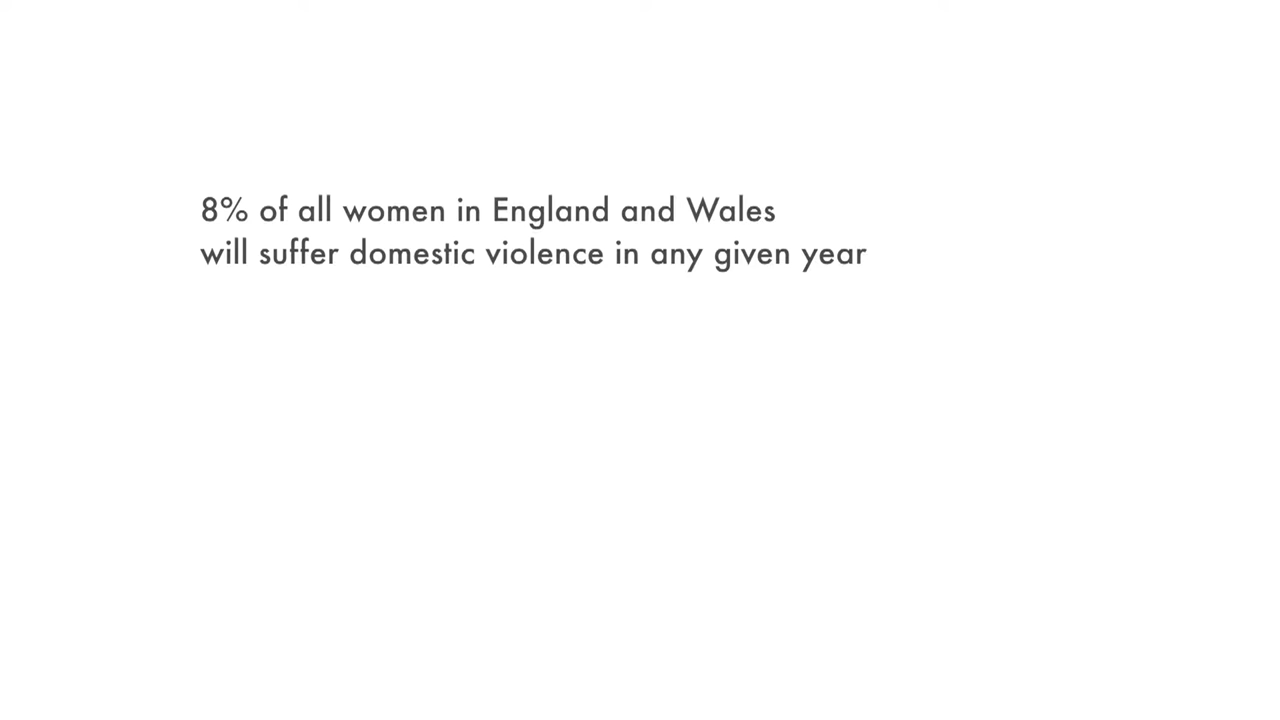 8% of all women in England and Wales
will suffer domestic violence in any given year